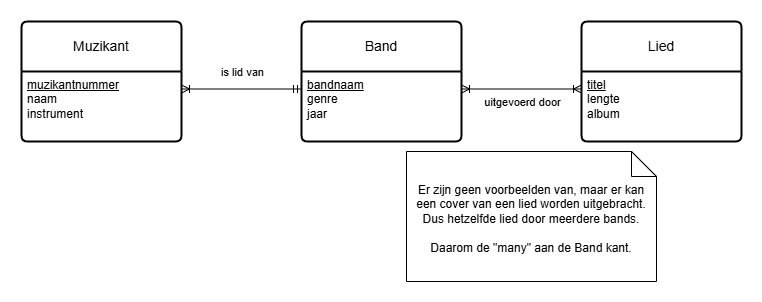 Muzikant
Band
Lied
is lid van
muzikantnummer
naam
instrument
bandnaam
genre
jaar
uitgevoerd door
titel
lengte
album
Er zijn geen voorbeelden van, maar er kan
een cover van een lied worden uitgebracht.
Dus hetzelfde lied door meerdere bands.
Daarom de "many" aan de Band kant.